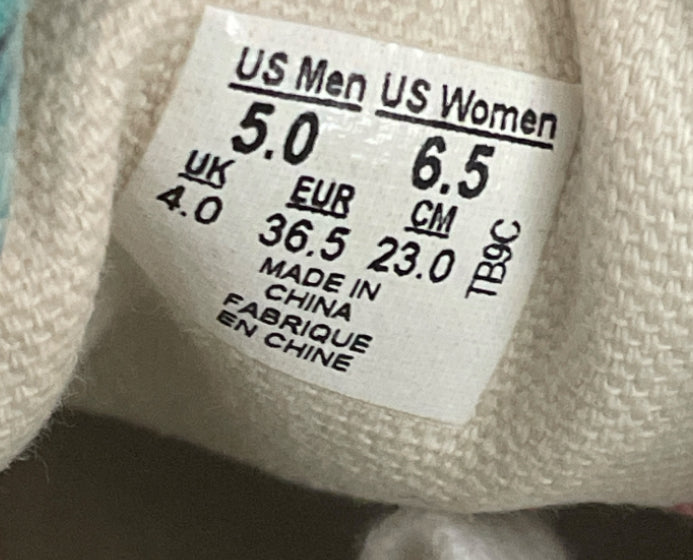 US Men US Women
5.0 6.5
UK EUR CM
4.0 36.5 23.0
TB9C
MADE IN
CHINA
FABRIQUE
EN CHINE